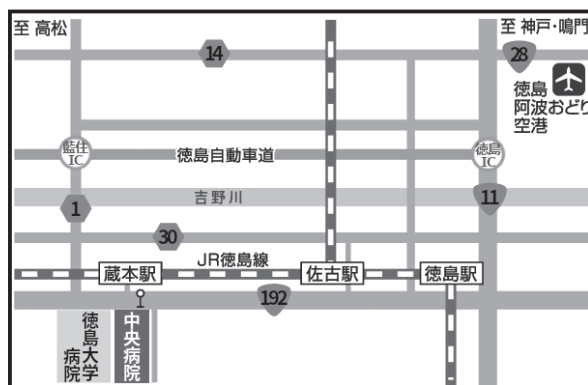 至 高松
至 神戸・鳴門
14
28
徳島
阿波おどり
空港
藍住
IC
徳島自動車道
徳島
IC
吉野川
1
11
30
JR徳島線
蔵本駅
佐古駅
徳島駅
192
徳島大学
病院
中央病院